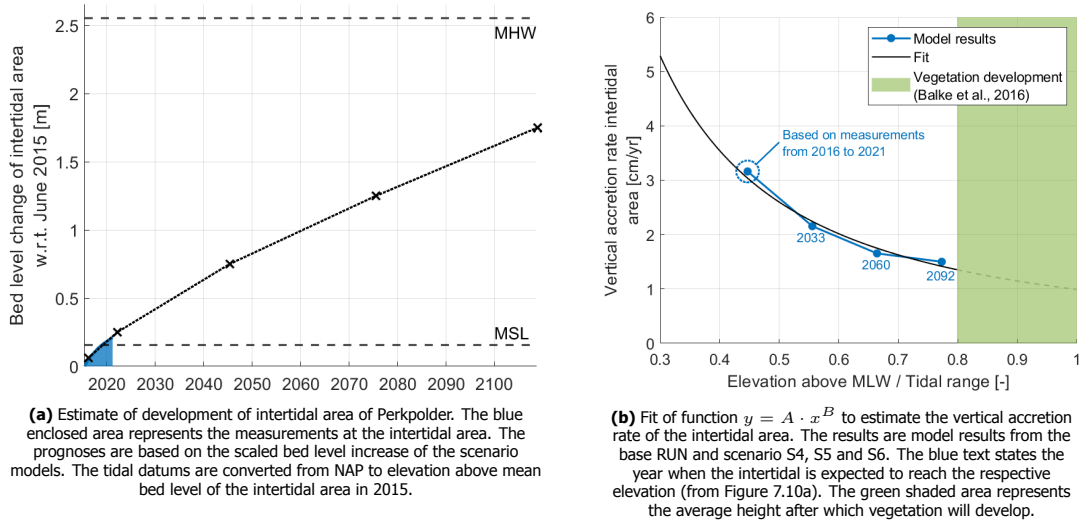 Bed level change of intertidal area
w.r.t. June 2015 [m]
2.5
2
1.5
1
0.5
0
MHW
MSL
2020 2030 2040 2050 2060 2070 2080 2090 2100
(a) Estimate of development of intertidal area of Perkpolder. The blue
enclosed area represents the measurements at the intertidal area. The
prognoses are based on the scaled bed level increase of the scenario
models. The tidal datums are converted from NAP to elevation above mean
bed level of the intertidal area in 2015.
Vertical accretion rate intertidal
area [cm/yr]
6
5
4
3
2
1
0
Model results
Fit
Vegetation development
(Balke et al., 2016)
Based on measurements
from 2016 to 2021
2033
2060
2092
0.3 0.4 0.5 0.6 0.7 0.8 0.9 1
Elevation above MLW / Tidal range [-]
(b) Fit of function y = A · x^B to estimate the vertical accretion
rate of the intertidal area. The results are model results from the
base RUN and scenario S4, S5 and S6. The blue text states the
year when the intertidal is expected to reach the respective
elevation (from Figure 7.10a). The green shaded area represents
the average height after which vegetation will develop.